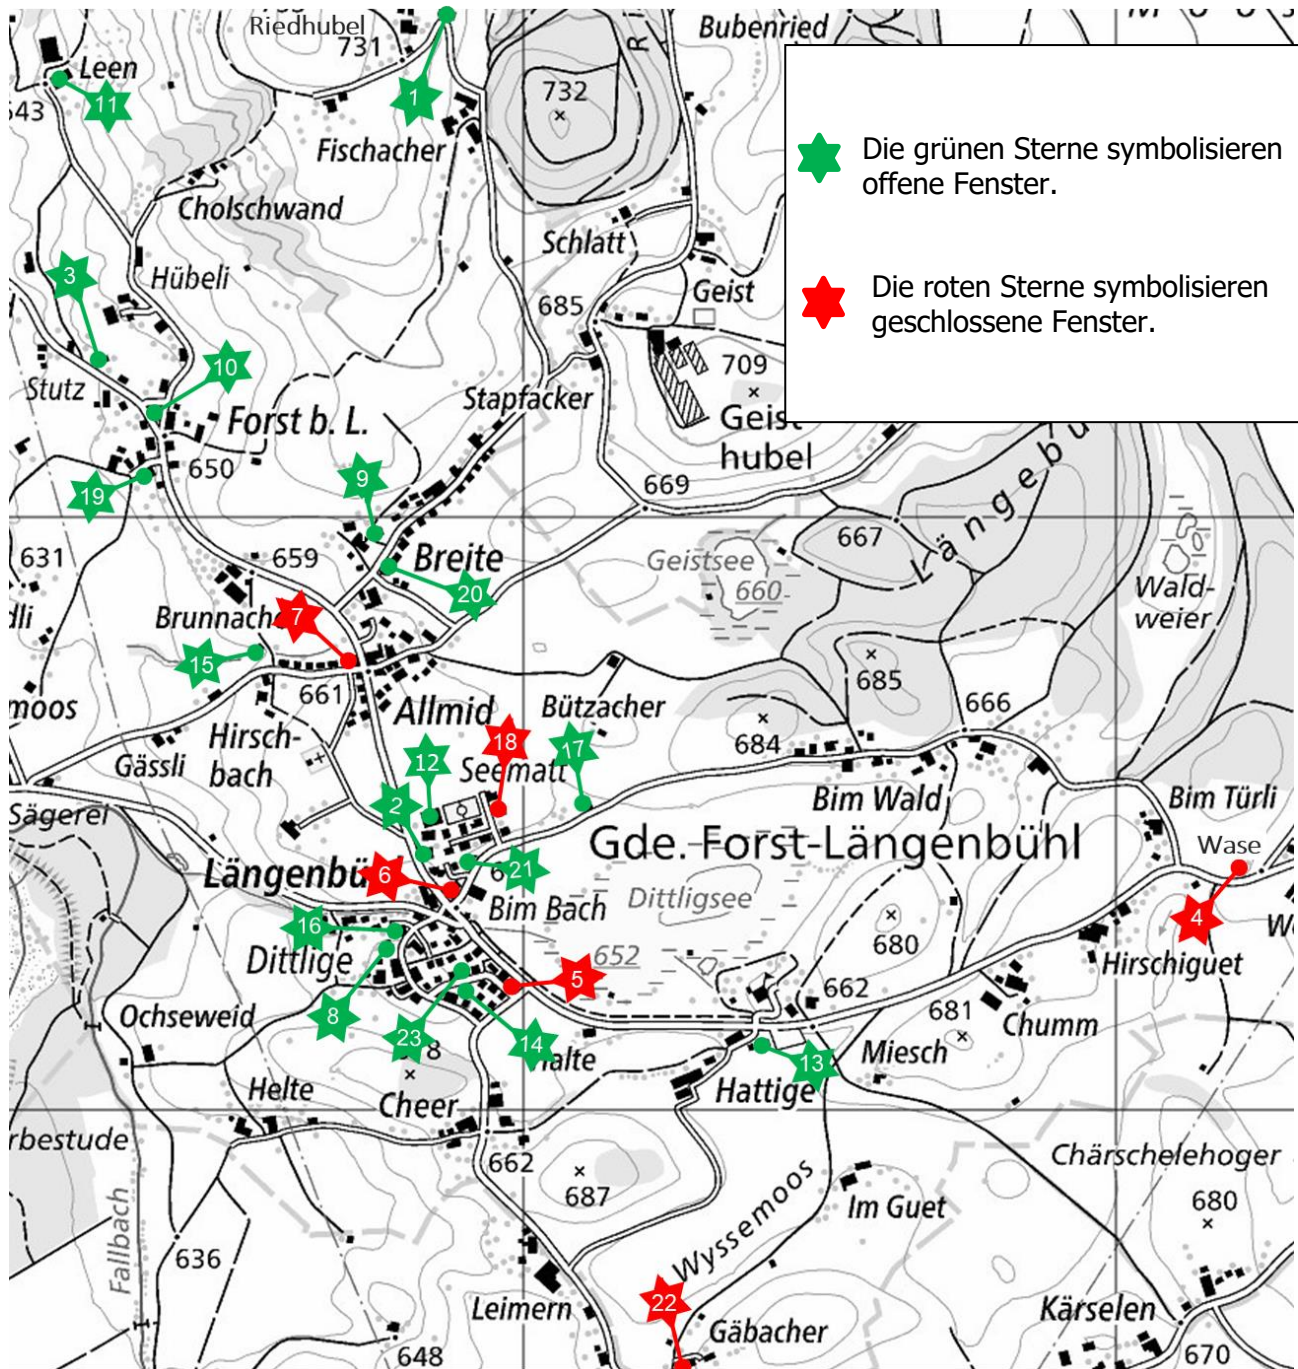 Riedhubel
731
Bubenried
Leen
11
1
732
643
Fischacher
Die grünen Sterne symbolisieren
offene Fenster.
Cholschwand
Schlatt
3
Hübeli
Geist
685
Die roten Sterne symbolisieren
geschlossene Fenster.
10
709
Stutz
Stapfacker
Forst b. L.
Geist-
hubel
650
9
669
19
Längebü
631
659
Breite
667
Geistsee
660
Wald-
weier
20
7
Brunnach
15
685
661
moos
Allmid
Bützacher
666
Hirsch-
bach
18
17
684
Gässli
12
Seematt
Bim Wald
Bim Türli
Sägerei
2
Gde. Forst-Längenbühl
Wase
Längenbü
6
21
Bim Bach
Dittligsee
16
4
680
Dittlige
652
5
Hirschiguet
8
662
681
Ochseweid
23
14
Chumm
Miesch
13
Helte
Cheer
Hattige
rbestude
662
Chärschelehoger
687
680
Im Guet
Wyssemoos
Fallbach
636
22
Leimern
Kärselen
Gäbacher
648
670